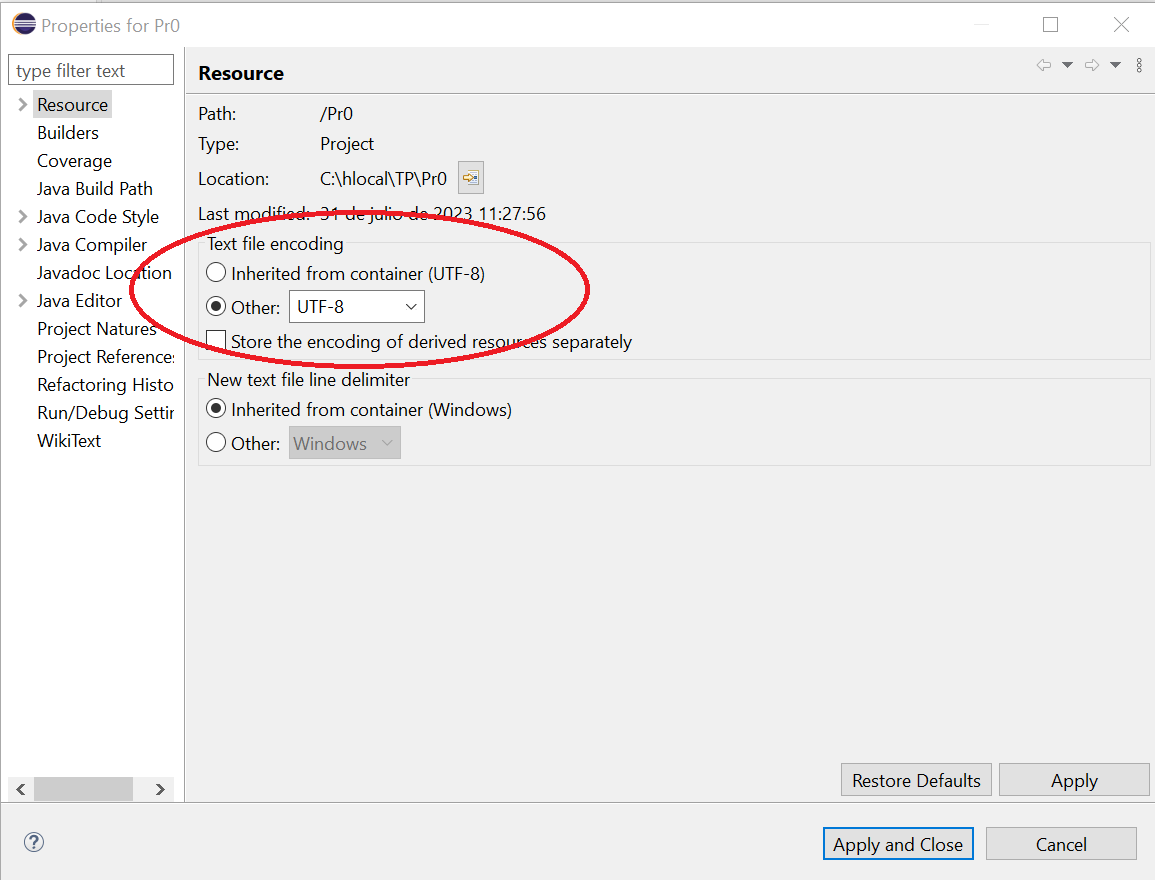 Properties for Pr0
type filter text
Resource
Builders
Coverage
Java Build Path
Java Code Style
Java Compiler
Javadoc Location
Java Editor
Project Natures
Project References
Refactoring Histo
Run/Debug Settin
WikiText
Resource
Path: /Pr0
Type: Project
Location: C:\hlocal\TP\Pr0
Last modified: 31 de julio de 2023 11:27:56
Text file encoding
Inherited from container (UTF-8)
Other: UTF-8
Store the encoding of derived resources separately
New text file line delimiter
Inherited from container (Windows)
Other: Windows
Restore Defaults Apply
? Apply and Close Cancel